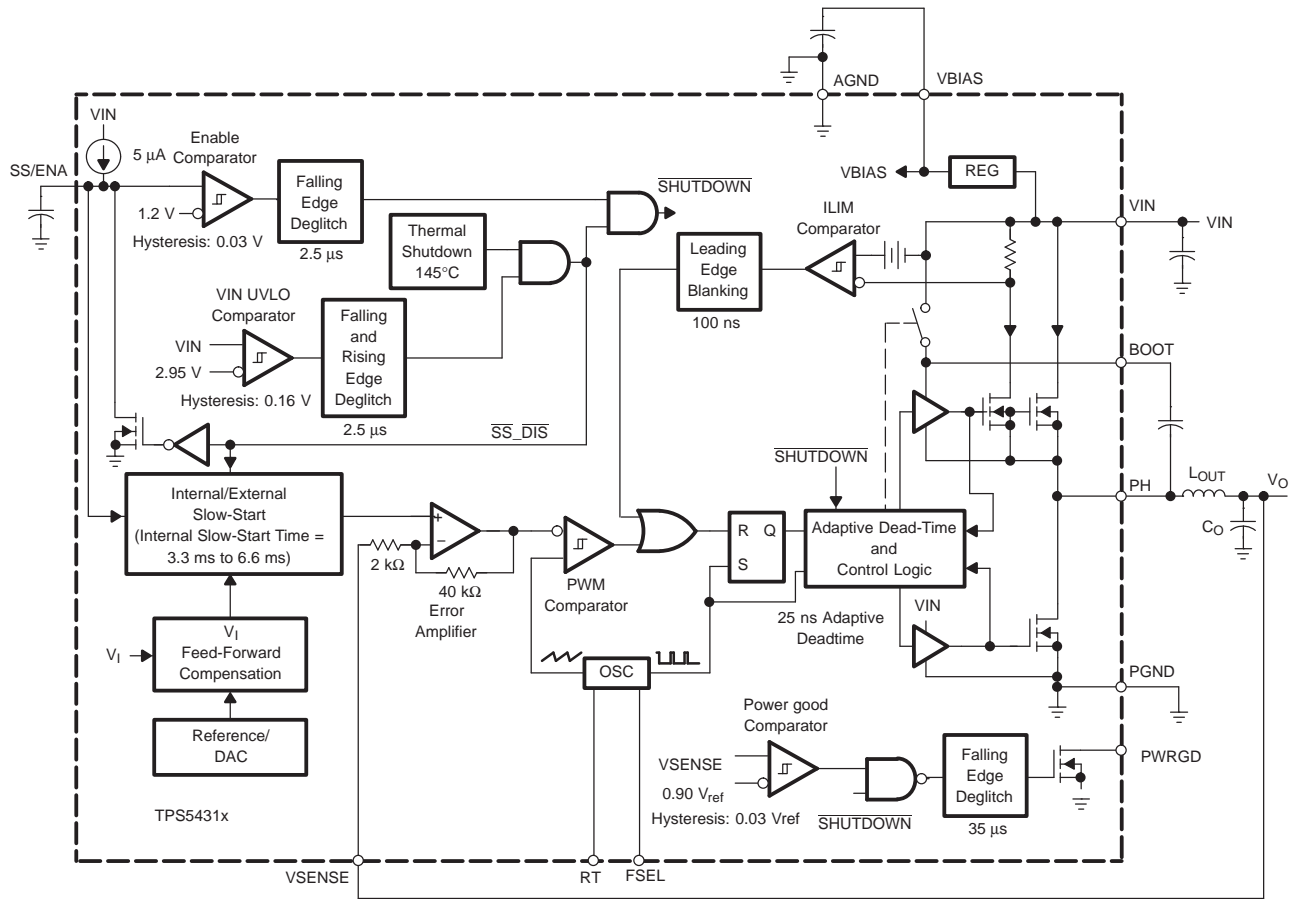 AGND
VBIAS
VIN
Enable
Comparator
5 µA
SS/ENA
1.2 V
Hysteresis: 0.03 V
Falling
Edge
Deglitch
2.5 µs
SHUTDOWN
VBIAS
REG
VIN
VIN
ILIM
Comparator
Thermal
Shutdown
145°C
Leading
Edge
Blanking
100 ns
VIN UVLO
Comparator
VIN
2.95 V
Hysteresis: 0.16 V
Falling
and
Rising
Edge
Deglitch
2.5 µs
BOOT
SS_DIS
SHUTDOWN
Internal/External
Slow-Start
(Internal Slow-Start Time =
3.3 ms to 6.6 ms)
+
−
2 kΩ
40 kΩ
Error
Amplifier
PWM
Comparator
R Q
S
Adaptive Dead-Time
and
Control Logic
PH
LOUT
VO
CO
VIN
25 ns Adaptive
Deadtime
VI
VI
Feed-Forward
Compensation
OSC
PGND
Reference/
DAC
Power good
Comparator
VSENSE
0.90 Vref
Hysteresis: 0.03 Vref
SHUTDOWN
Falling
Edge
Deglitch
35 µs
PWRGD
TPS5431x
VSENSE
RT
FSEL